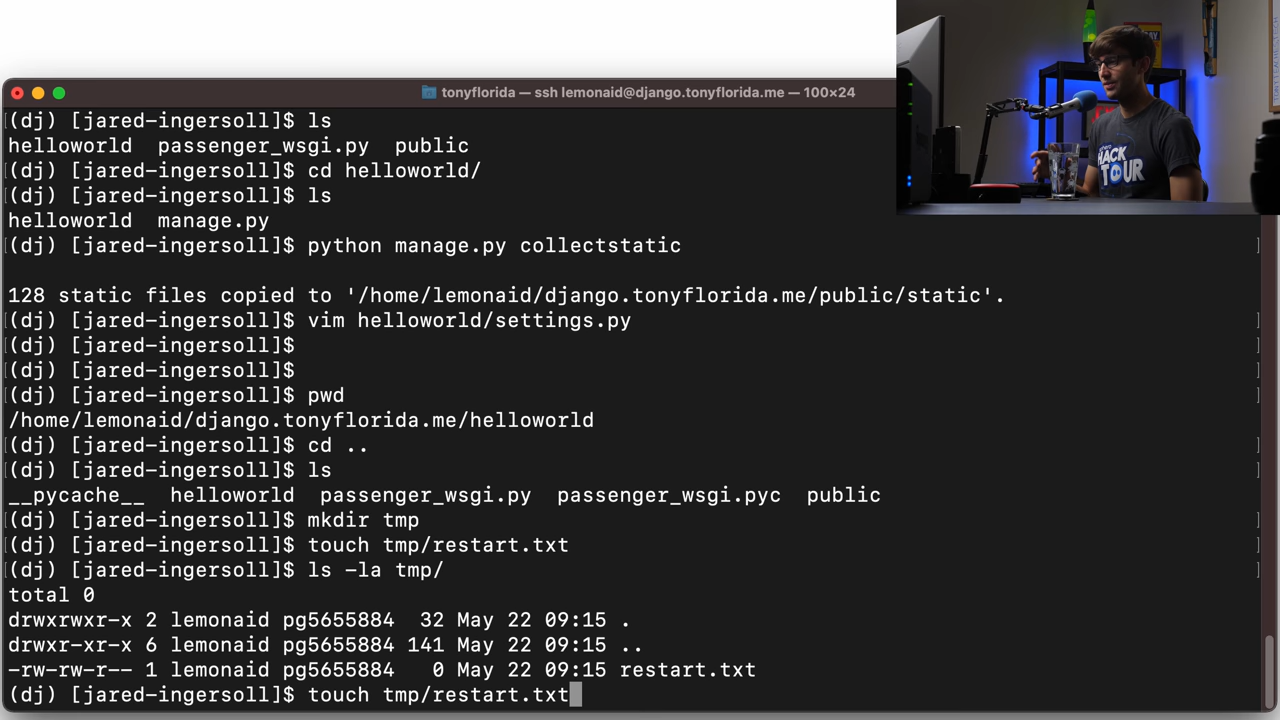 tonyflorida — ssh lemonaid@django.tonyflorida.me — 100×24
(dj) [jared-ingersoll]$ ls
helloworld  passenger_wsgi.py  public
(dj) [jared-ingersoll]$ cd helloworld/
(dj) [jared-ingersoll]$ ls
helloworld  manage.py
(dj) [jared-ingersoll]$ python manage.py collectstatic
128 static files copied to '/home/lemonaid/django.tonyflorida.me/public/static'.
(dj) [jared-ingersoll]$ vim helloworld/settings.py
(dj) [jared-ingersoll]$
(dj) [jared-ingersoll]$
(dj) [jared-ingersoll]$ pwd
/home/lemonaid/django.tonyflorida.me/helloworld
(dj) [jared-ingersoll]$ cd ..
(dj) [jared-ingersoll]$ ls
__pycache__  helloworld  passenger_wsgi.py  passenger_wsgi.pyc  public
(dj) [jared-ingersoll]$ mkdir tmp
(dj) [jared-ingersoll]$ touch tmp/restart.txt
(dj) [jared-ingersoll]$ ls -la tmp/
total 0
drwxrwxr-x 2 lemonaid pg5655884  32 May 22 09:15 .
drwxr-xr-x 6 lemonaid pg5655884 141 May 22 09:15 ..
-rw-rw-r-- 1 lemonaid pg5655884   0 May 22 09:15 restart.txt
(dj) [jared-ingersoll]$ touch tmp/restart.txt
HACK
TOUR